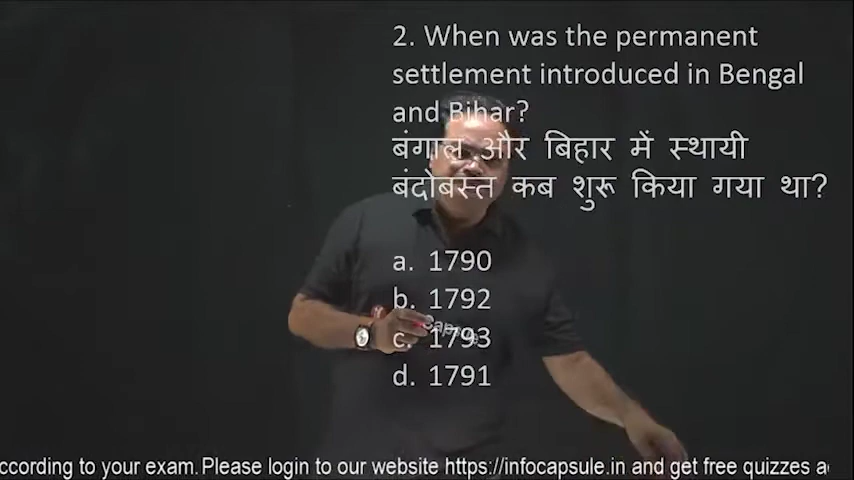 2. When was the permanent
settlement introduced in Bengal
and Bihar?
बंगाल और बिहार में स्थायी
बंदोबस्त कब शुरू किया गया था?
a. 1790
b. 1792
c. 1793
d. 1791
ccording to your exam. Please login to our website https://infocapsule.in and get free quizzes a